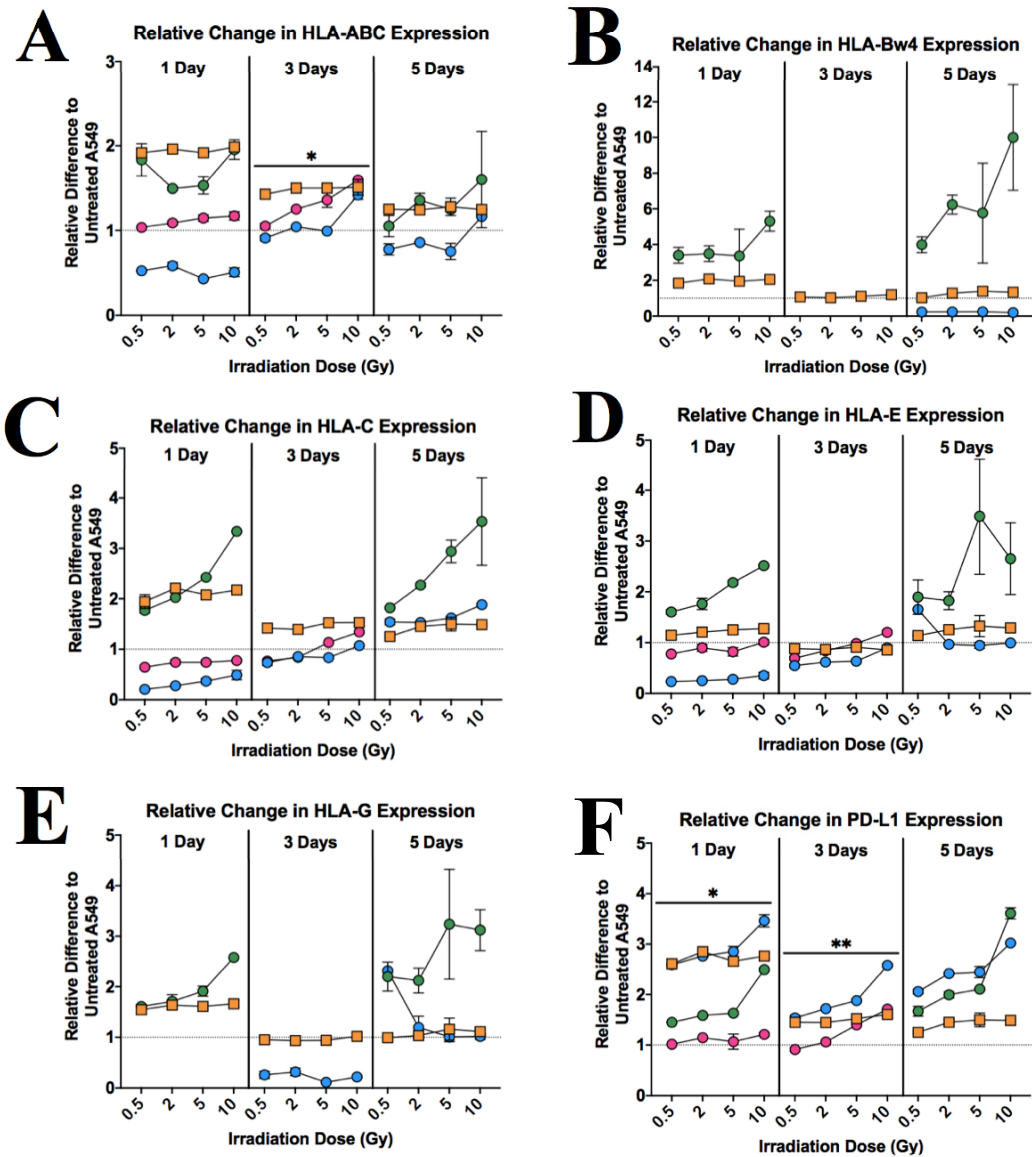 A
Relative Change in HLA-ABC Expression
1 Day
3 Days
5 Days
Relative Difference to
Untreated A549
3
2
1
0
*
0.5
2
5
10
0.5
2
5
10
0.5
2
5
10
Irradiation Dose (Gy)
B
Relative Change in HLA-Bw4 Expression
1 Day
3 Days
5 Days
Relative Difference to
Untreated A549
14
12
10
8
6
4
2
0
0.5
2
5
10
0.5
2
5
10
0.5
2
5
10
Irradiation Dose (Gy)
C
Relative Change in HLA-C Expression
1 Day
3 Days
5 Days
Relative Difference to
Untreated A549
5
4
3
2
1
0
0.5
2
5
10
0.5
2
5
10
0.5
2
5
10
Irradiation Dose (Gy)
D
Relative Change in HLA-E Expression
1 Day
3 Days
5 Days
Relative Difference to
Untreated A549
5
4
3
2
1
0
0.5
2
5
10
0.5
2
5
10
0.5
2
5
10
Irradiation Dose (Gy)
E
Relative Change in HLA-G Expression
1 Day
3 Days
5 Days
Relative Difference to
Untreated A549
5
4
3
2
1
0
0.5
2
5
10
0.5
2
5
10
0.5
2
5
10
Irradiation Dose (Gy)
F
Relative Change in PD-L1 Expression
1 Day
3 Days
5 Days
Relative Difference to
Untreated A549
5
4
3
2
1
0
*
**
0.5
2
5
10
0.5
2
5
10
0.5
2
5
10
Irradiation Dose (Gy)